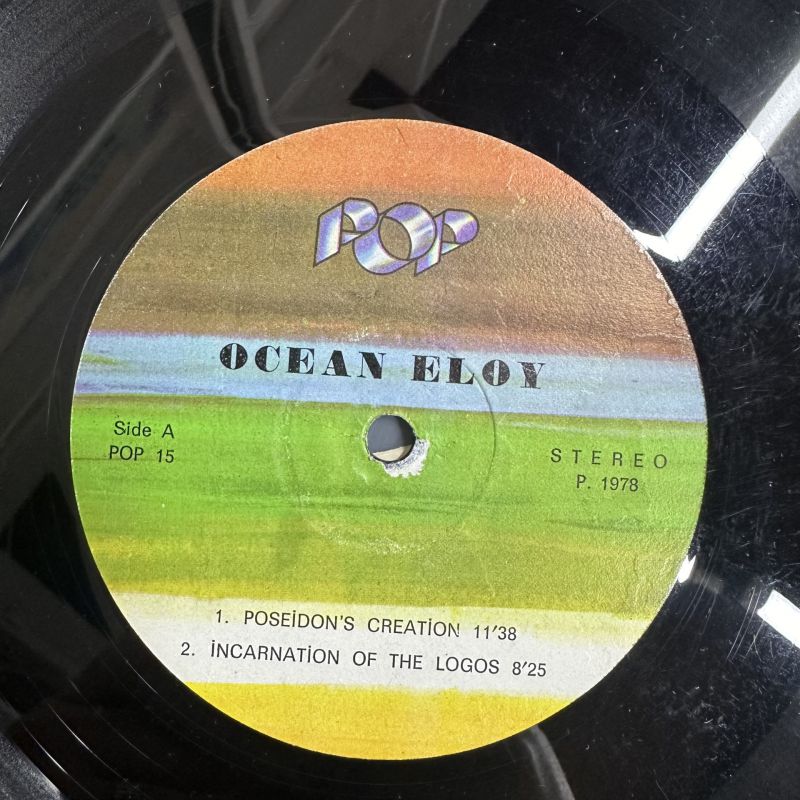 POP
OCEAN ELOY
Side A
POP 15
STEREO
P. 1978
1. POSEİDON'S CREATİON 11'38
2. İNCARNATİON OF THE LOGOS 8'25